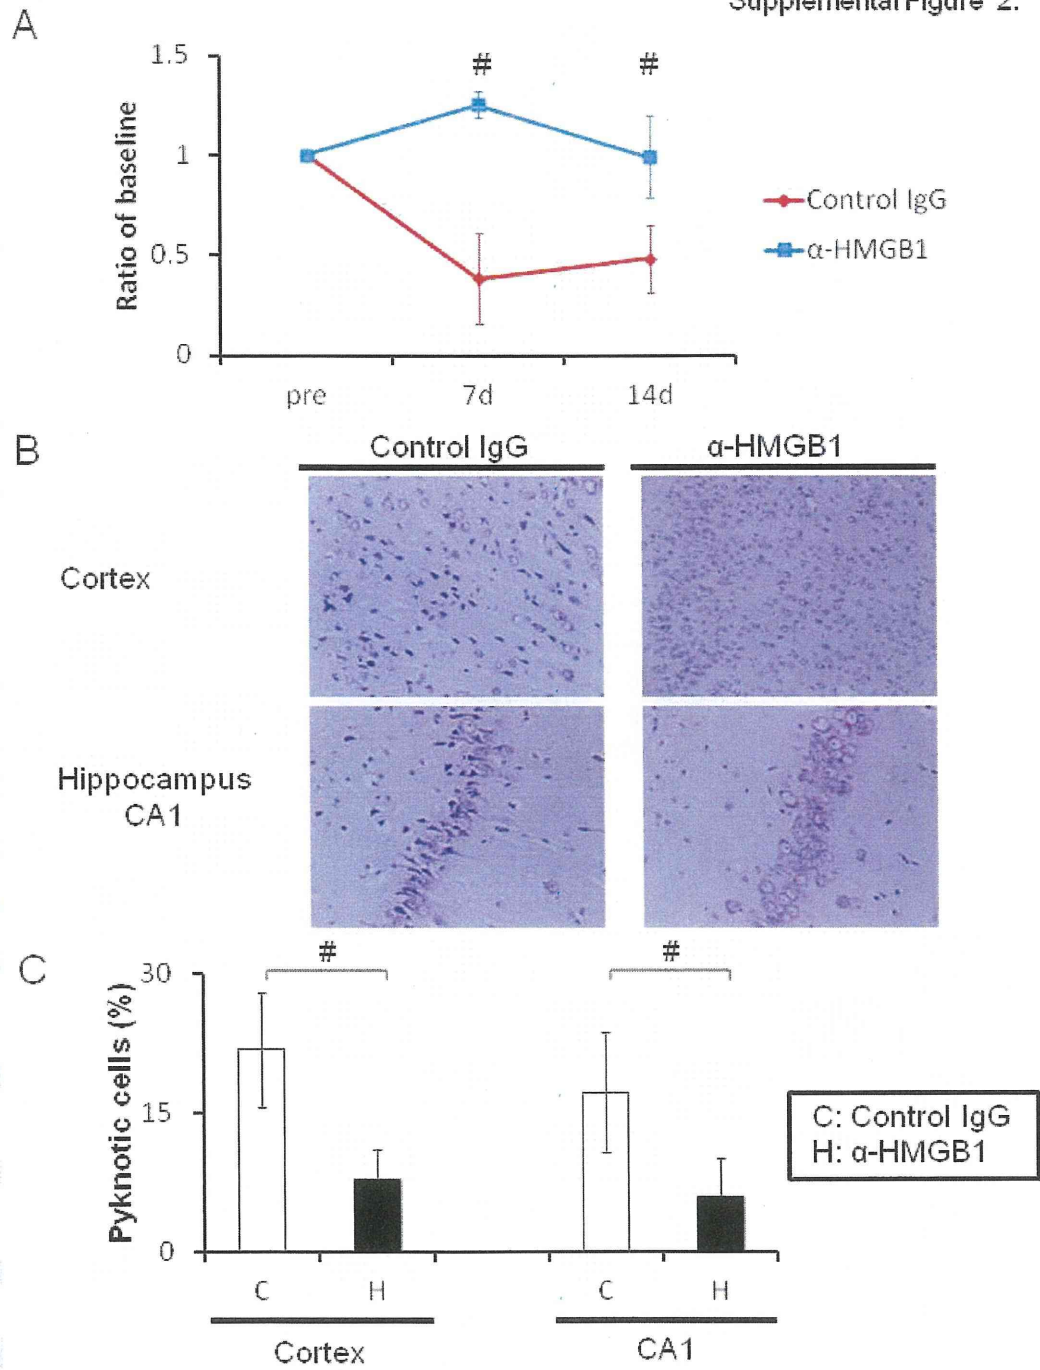 Supplemental Figure 2.
A
1.5
1
0.5
0
Ratio of baseline
# #
pre 7d 14d
Control IgG
α-HMGB1
B
Control IgG α-HMGB1
Cortex
Hippocampus
CA1
C
30
15
0
Pyknotic cells (%)
# #
C H C H
Cortex CA1
C: Control IgG
H: α-HMGB1